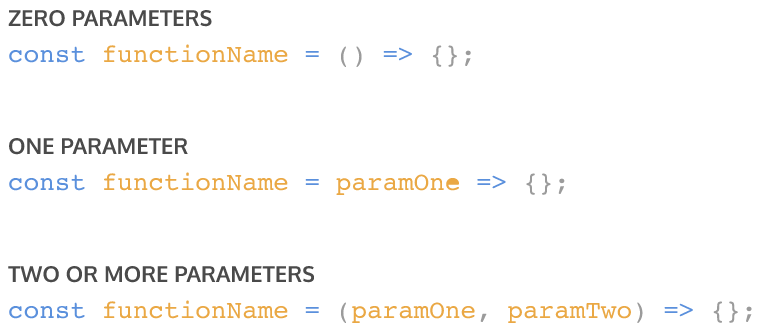 ZERO PARAMETERS
const functionName = () => {};
ONE PARAMETER
const functionName = paramOne => {};
TWO OR MORE PARAMETERS
const functionName = (paramOne, paramTwo) => {};